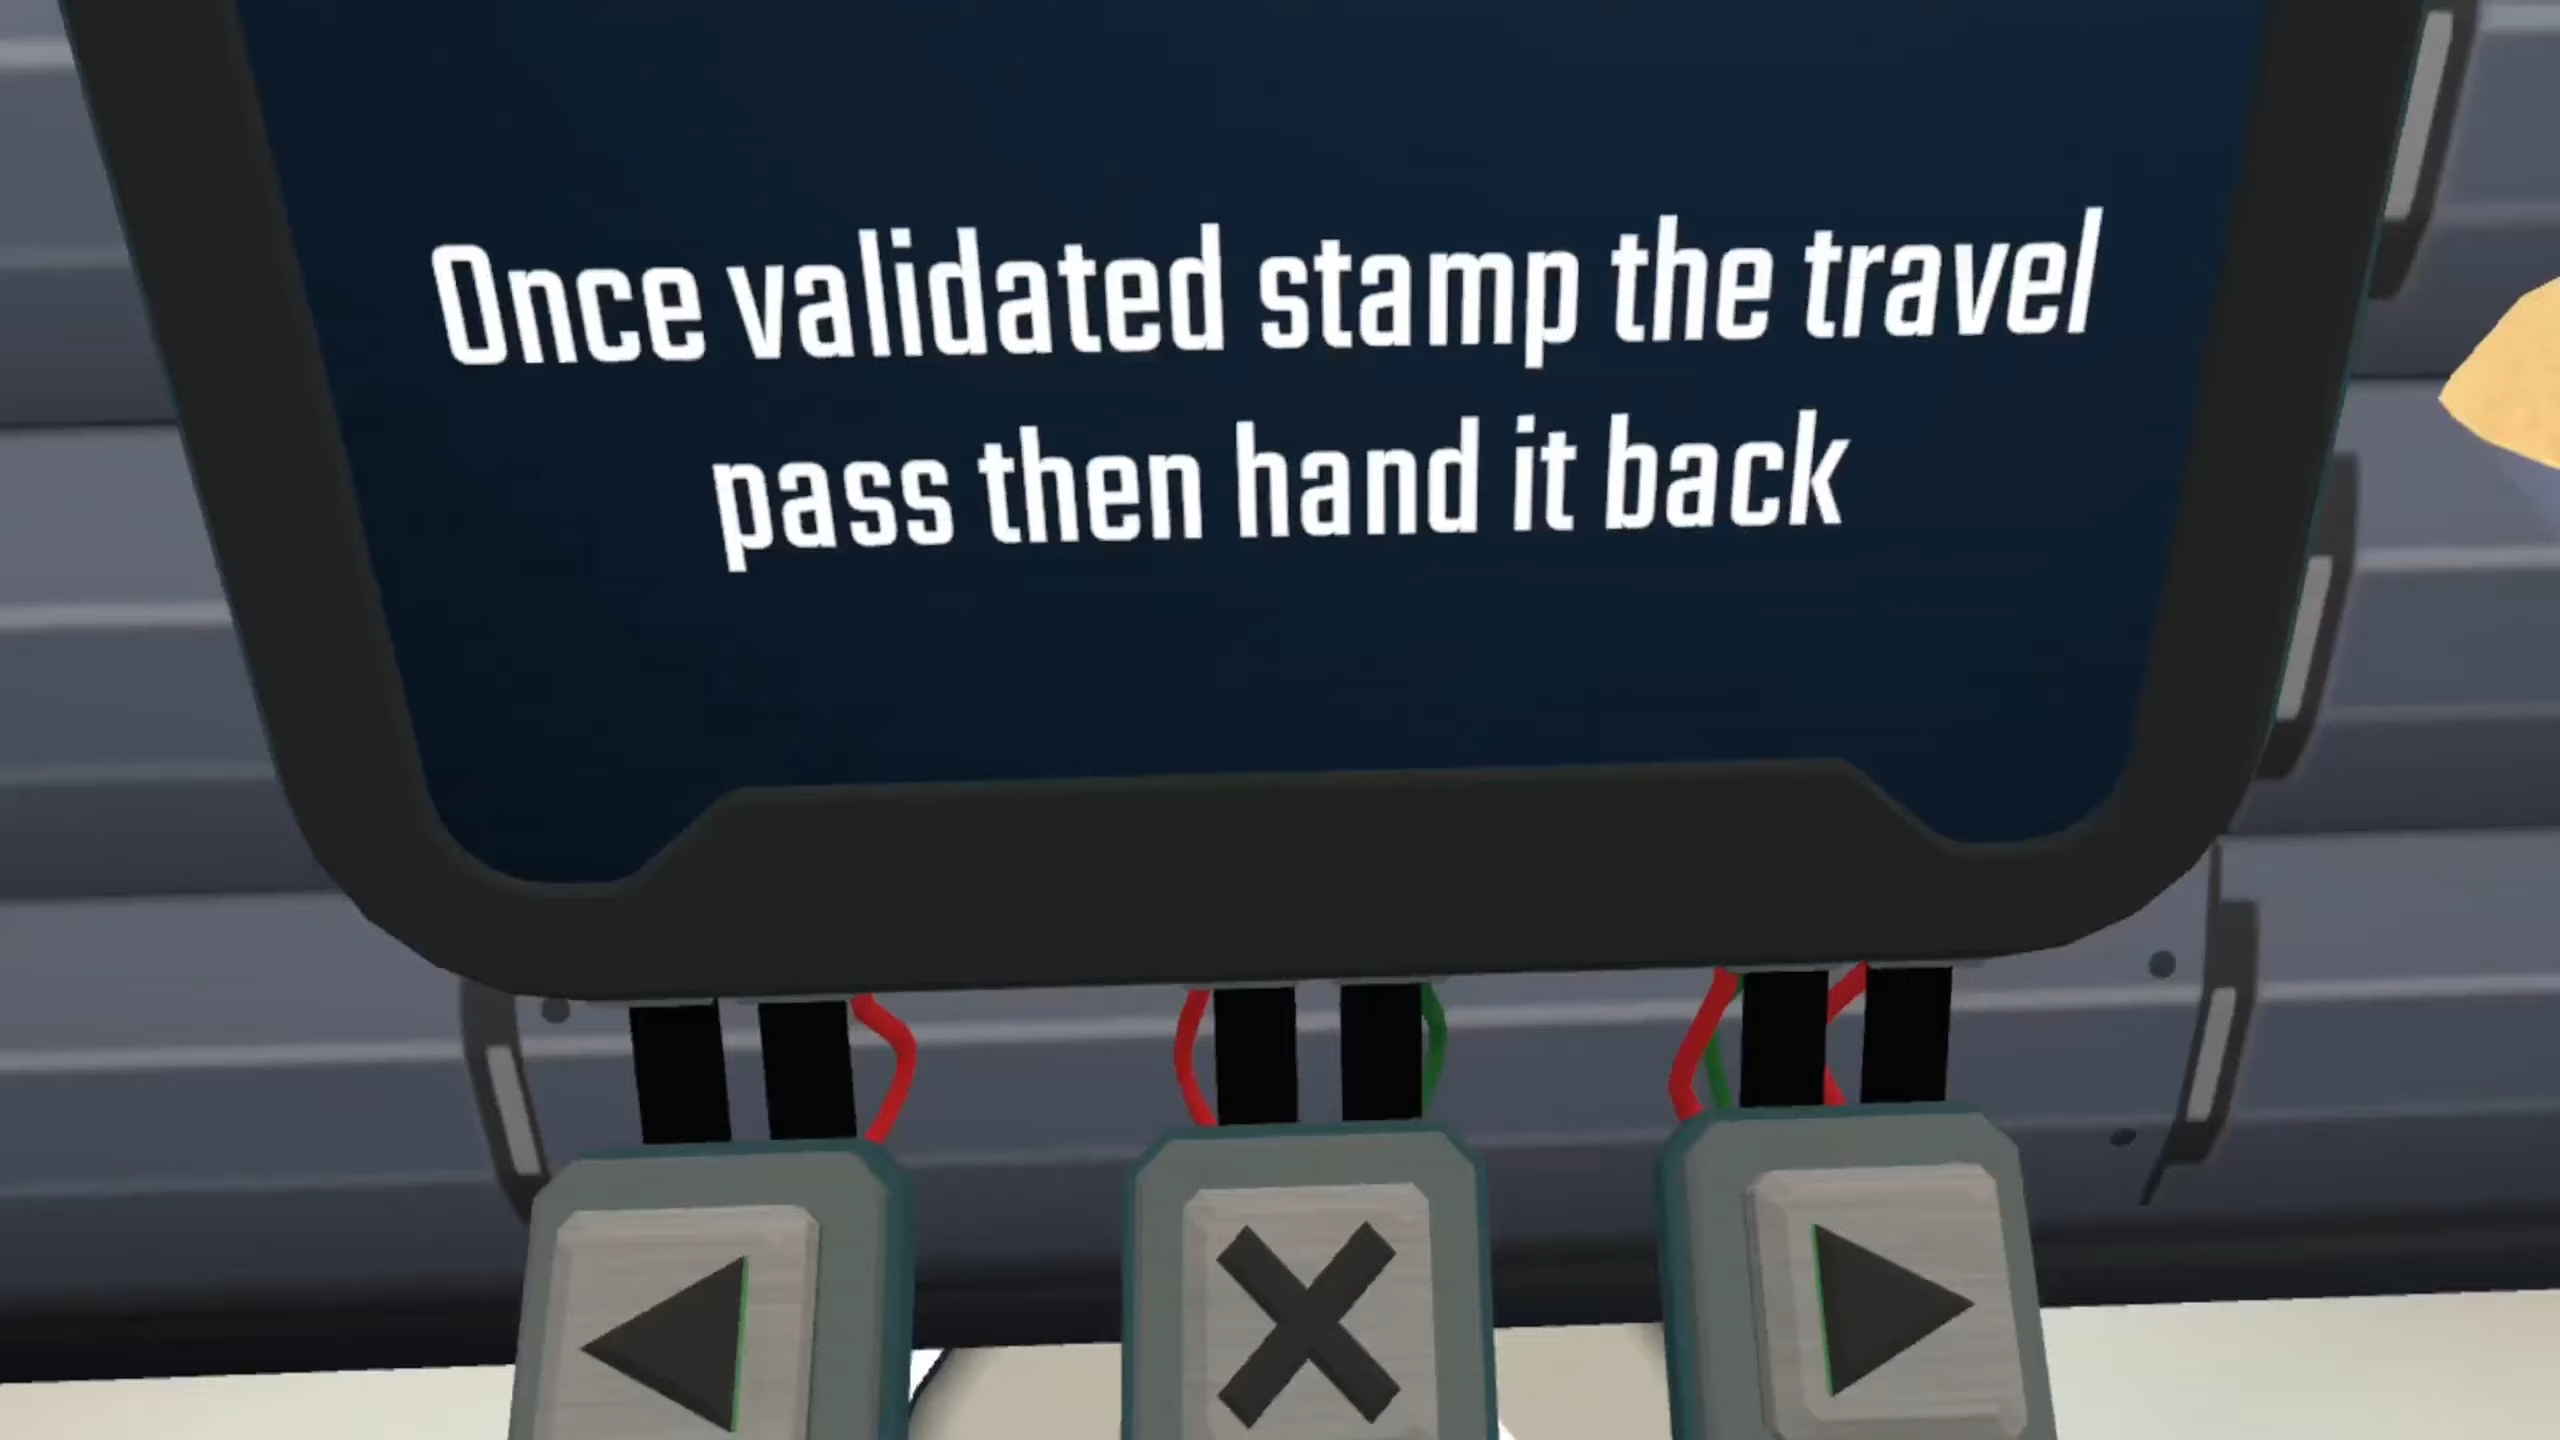 Once validated stamp the travel
pass then hand it back